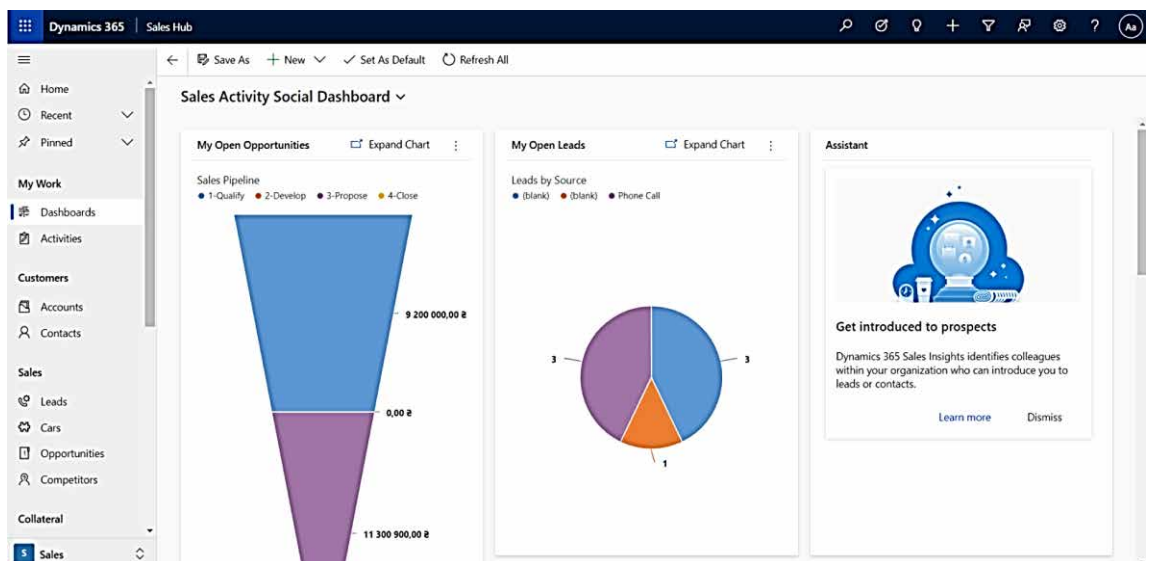 Dynamics 365 Sales Hub Aa
Save As New Set As Default Refresh All
Home
Recent
Pinned
My Work
Dashboards
Activities
Customers
Accounts
Contacts
Sales
Leads
Cars
Opportunities
Competitors
Collateral
S Sales
Sales Activity Social Dashboard
My Open Opportunities Expand Chart
Sales Pipeline
1-Qualify 2-Develop 3-Propose 4-Close
9 200 000,00 ₴
0,00 ₴
11 300 900,00 ₴
My Open Leads Expand Chart
Leads by Source
(blank) (blank) Phone Call
3 3
1
Assistant
Get introduced to prospects
Dynamics 365 Sales Insights identifies colleagues
within your organization who can introduce you to
leads or contacts.
Learn more Dismiss